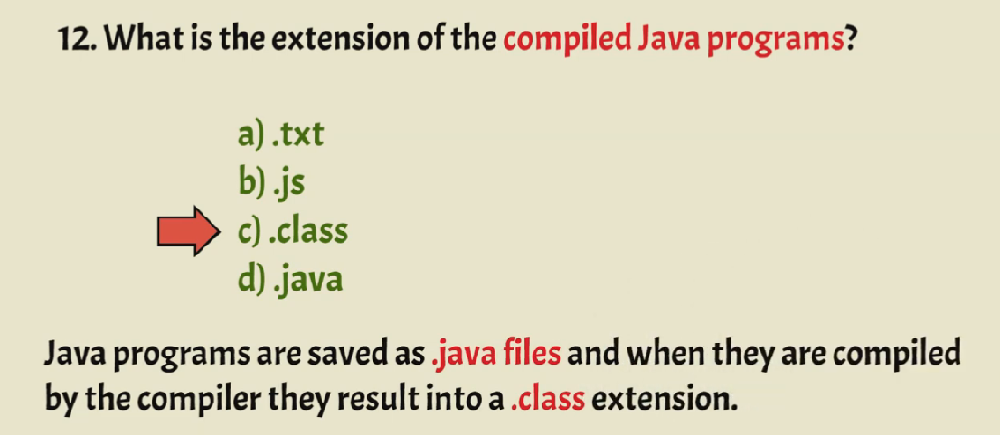 12. What is the extension of the compiled Java programs?
a) .txt
b) .js
c) .class
d) .java
Java programs are saved as .java files and when they are compiled
by the compiler they result into a .class extension.